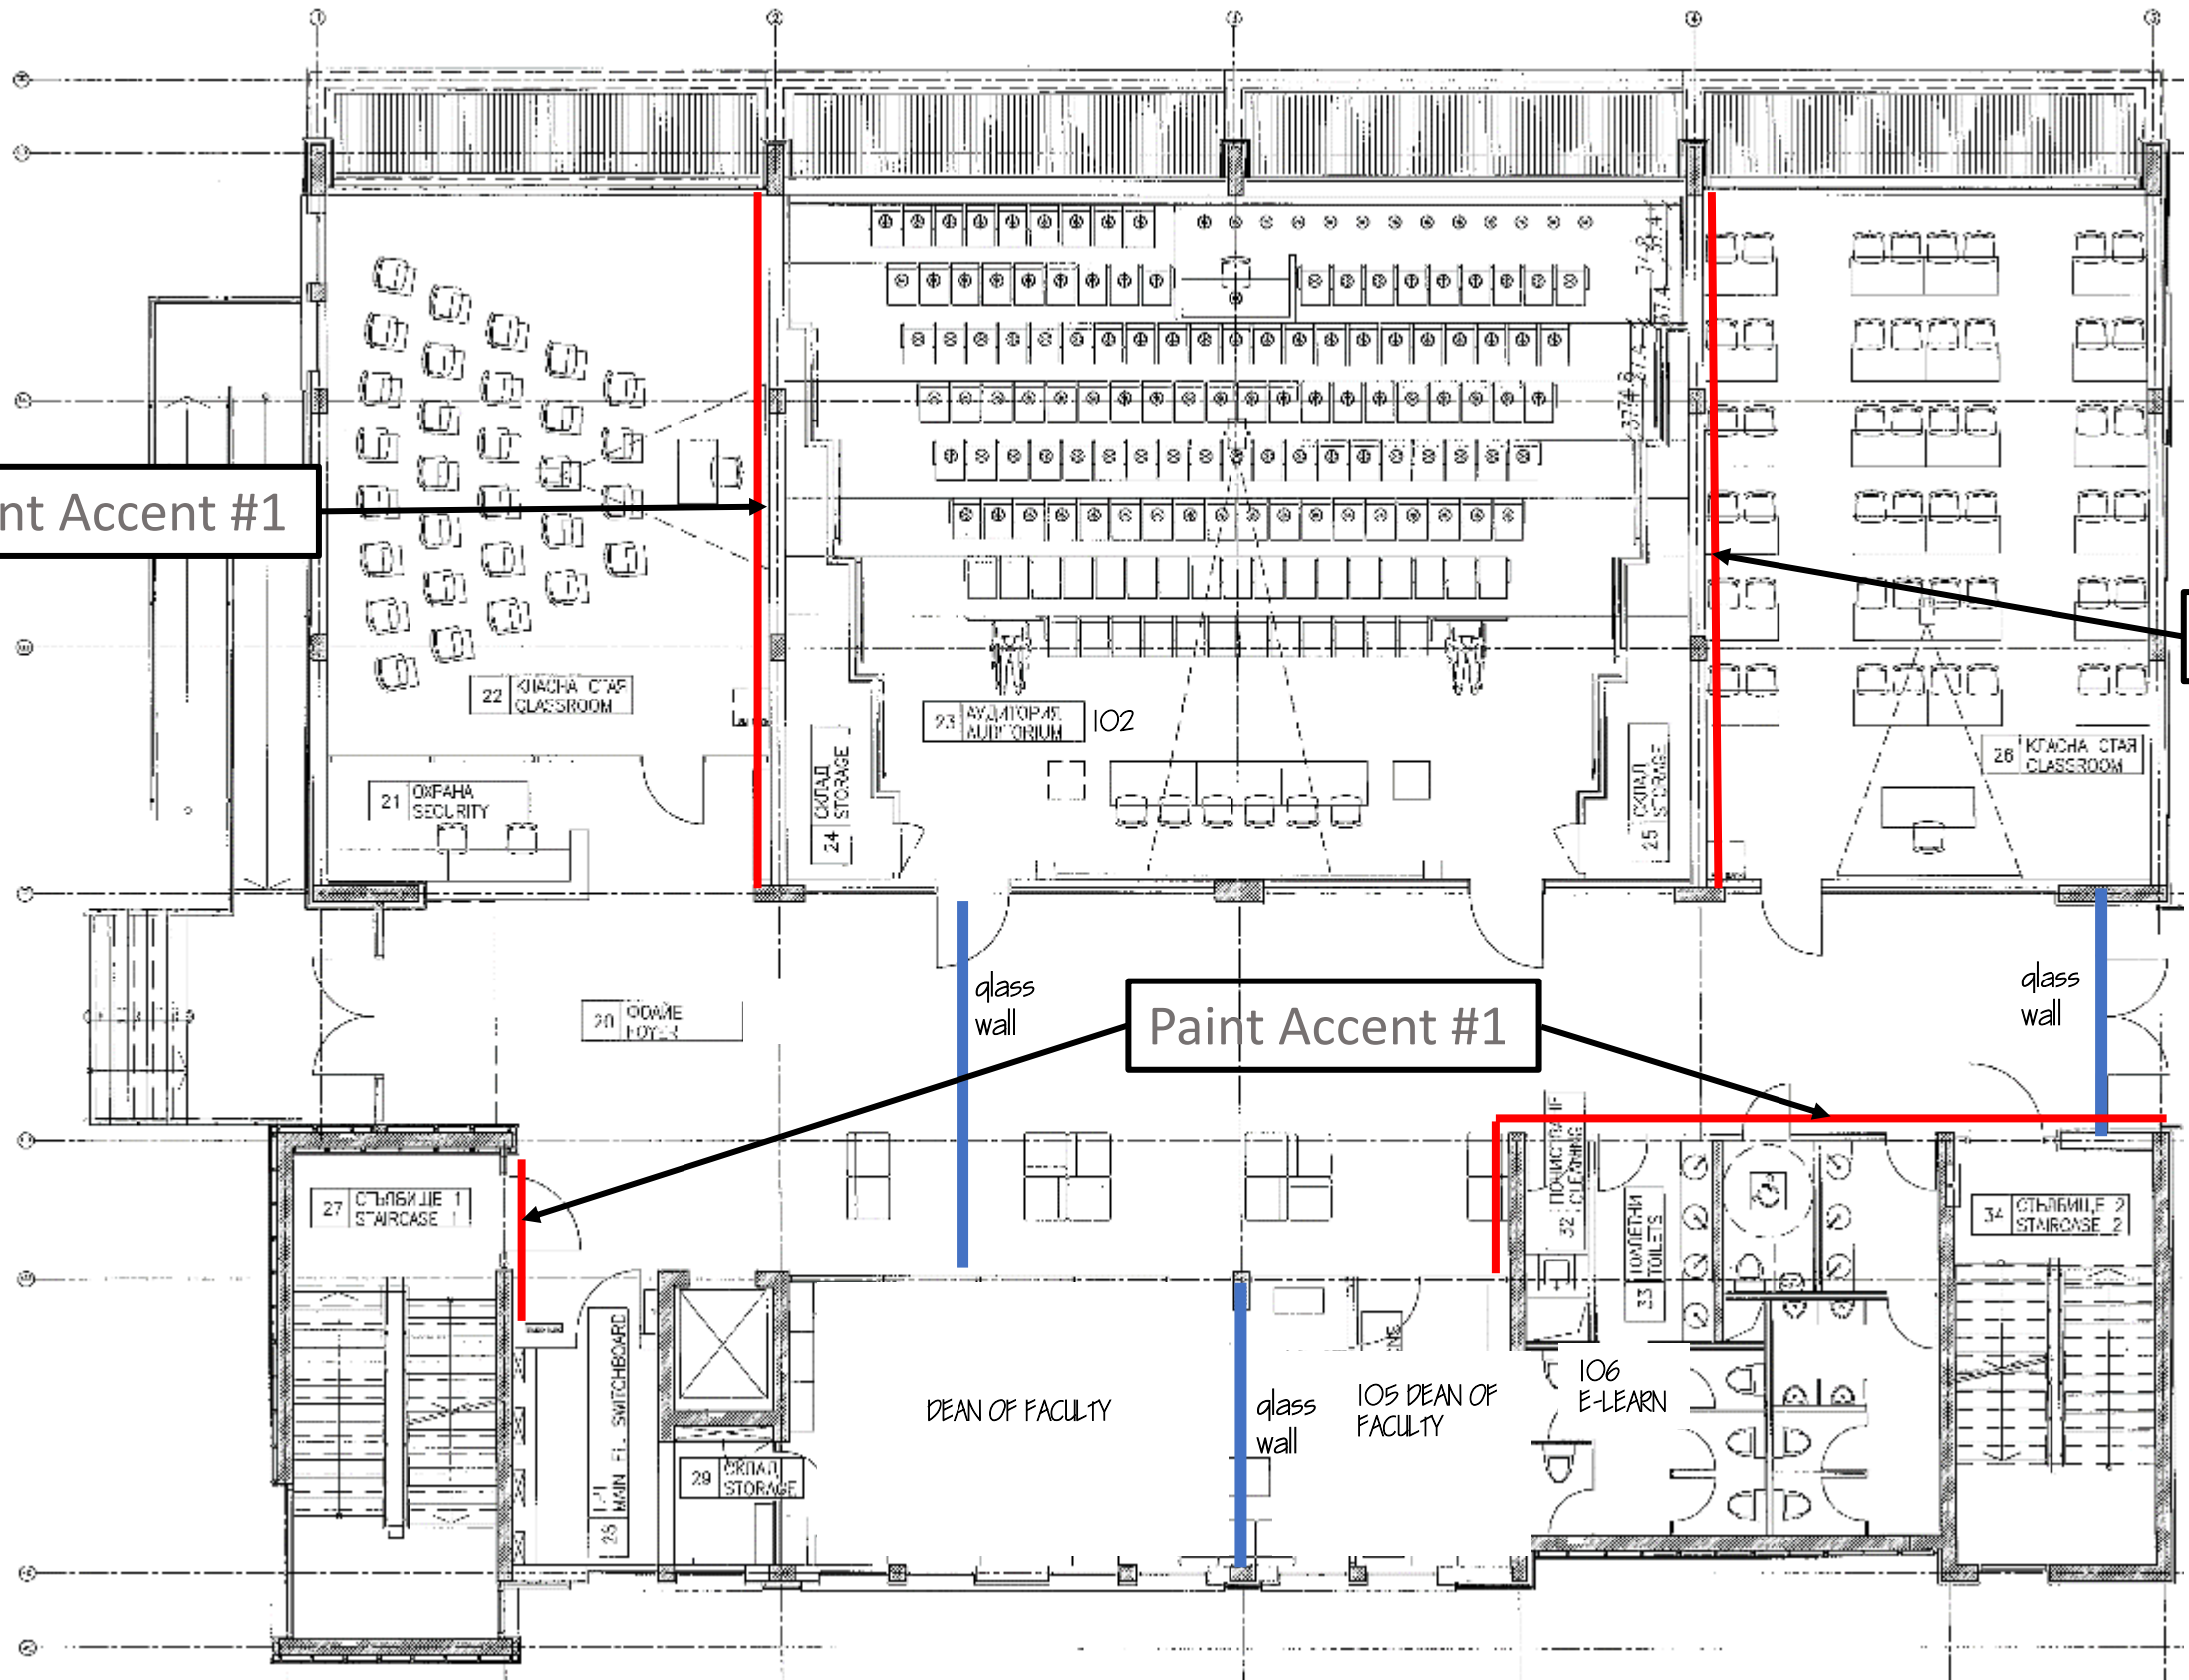 nt Accent #1
22 КЛАСНА СТАЯ
CLASSROOM
23 АУДИТОРИЯ
AUDITORIUM
102
21 ОХРАНА
SECURITY
24 СКЛАД
STORAGE
25 СКЛАД
STORAGE
26 КЛАСНА СТАЯ
CLASSROOM
20 ФОАЙЕ
FOYER
glass
wall
Paint Accent #1
glass
wall
27 СТЪЛБИЩЕ 1
STAIRCASE 1
32
CLEANING
33 ТОАЛЕТНИ
TOILETS
34 СТЪЛБИЩЕ 2
STAIRCASE 2
MAIN EL. SWITCHBOARD
29 СКЛАД
STORAGE
DEAN OF FACULTY
glass
wall
105 DEAN OF
FACULTY
106
E-LEARN